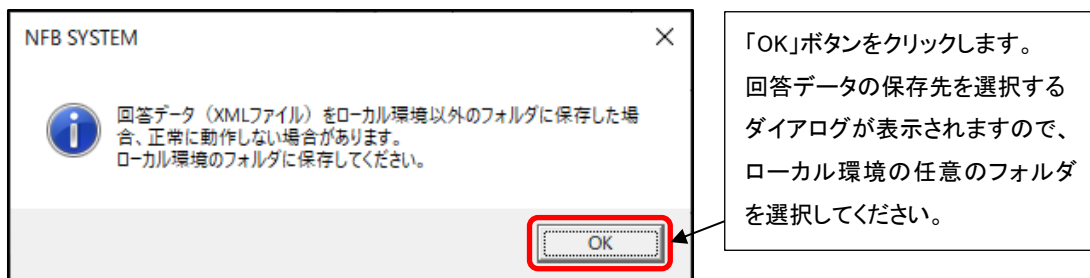 NFB SYSTEM
回答データ（XMLファイル）をローカル環境以外のフォルダに保存した場
合、正常に動作しない場合があります。
ローカル環境のフォルダに保存してください。
OK
「OK」ボタンをクリックします。
回答データの保存先を選択する
ダイアログが表示されますので、
ローカル環境の任意のフォルダ
を選択してください。